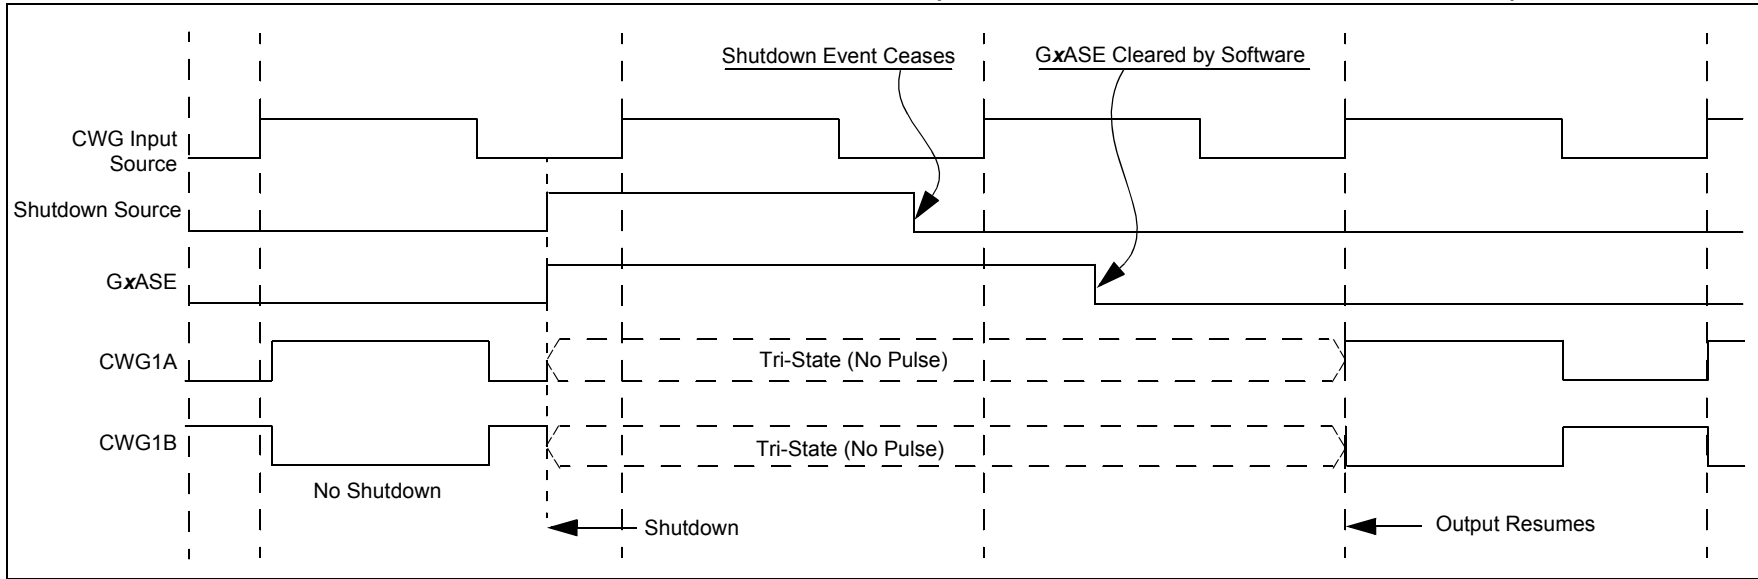 Shutdown Event Ceases
GxASE Cleared by Software
CWG Input
Source
Shutdown Source
GxASE
CWG1A
Tri-State (No Pulse)
CWG1B
Tri-State (No Pulse)
No Shutdown
Shutdown
Output Resumes